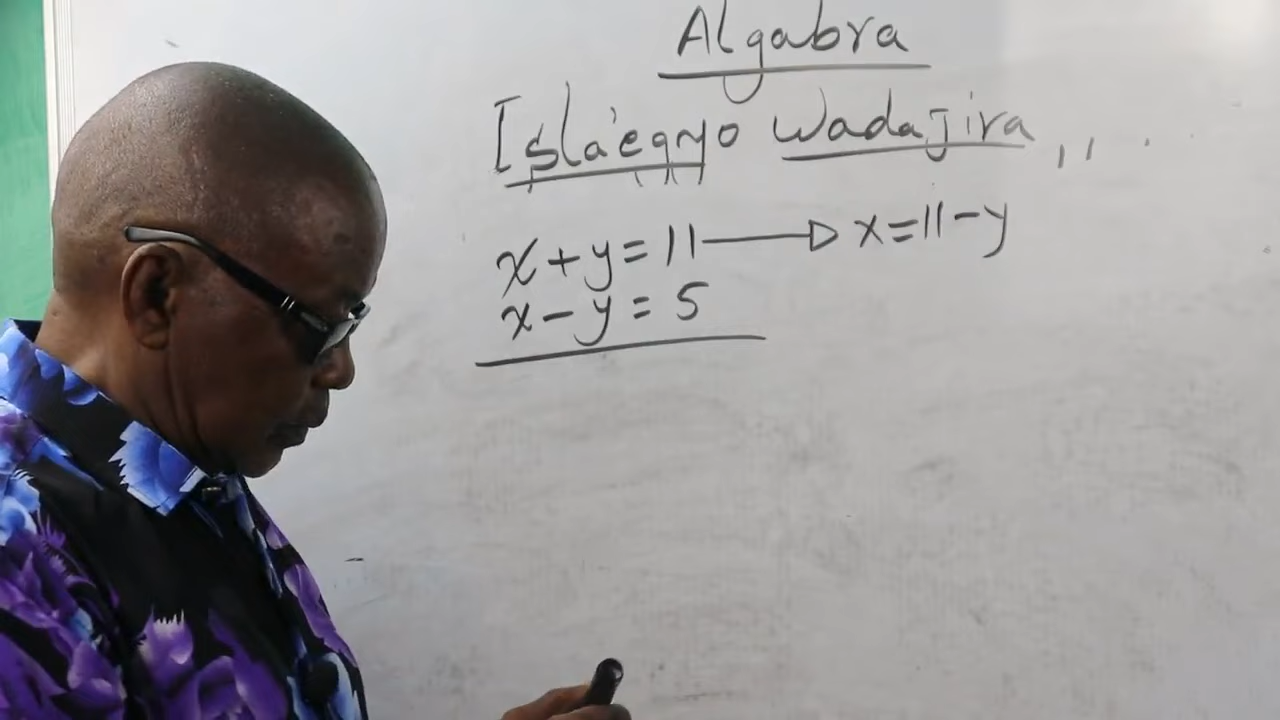 Algabra
Isla'egyo wadajira
x+y=11 → x=11-y
x-y=5